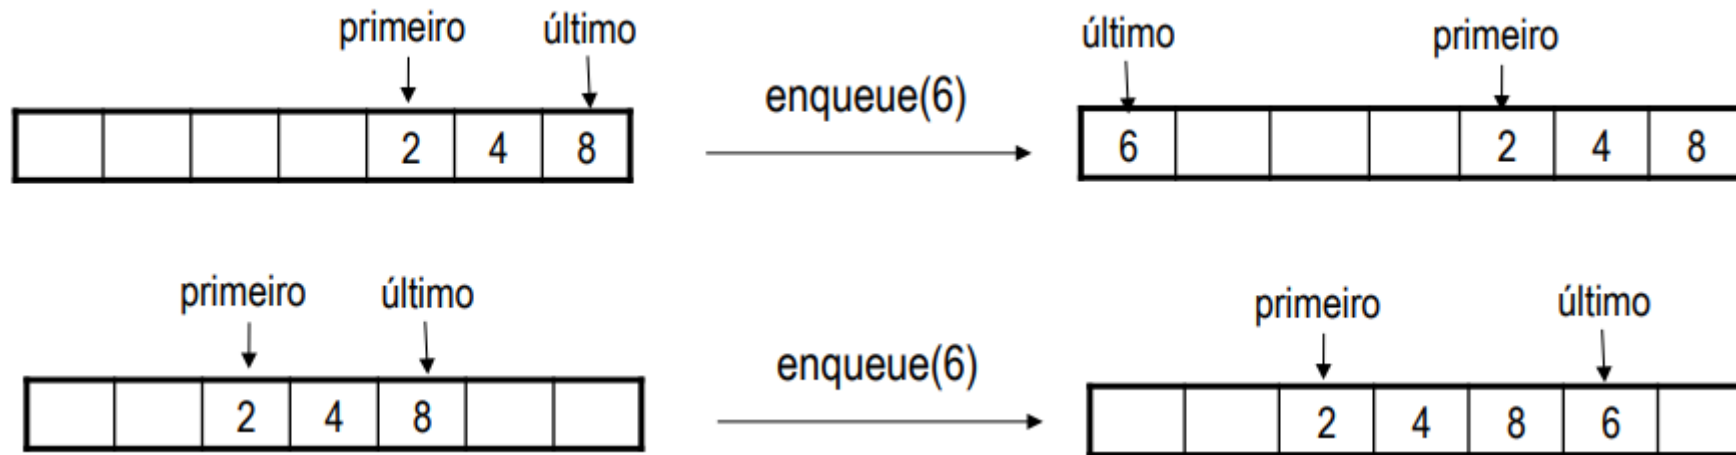 primeiro último
2 4 8
enqueue(6)
último primeiro
6 2 4 8
primeiro último
2 4 8
enqueue(6)
primeiro último
2 4 8 6